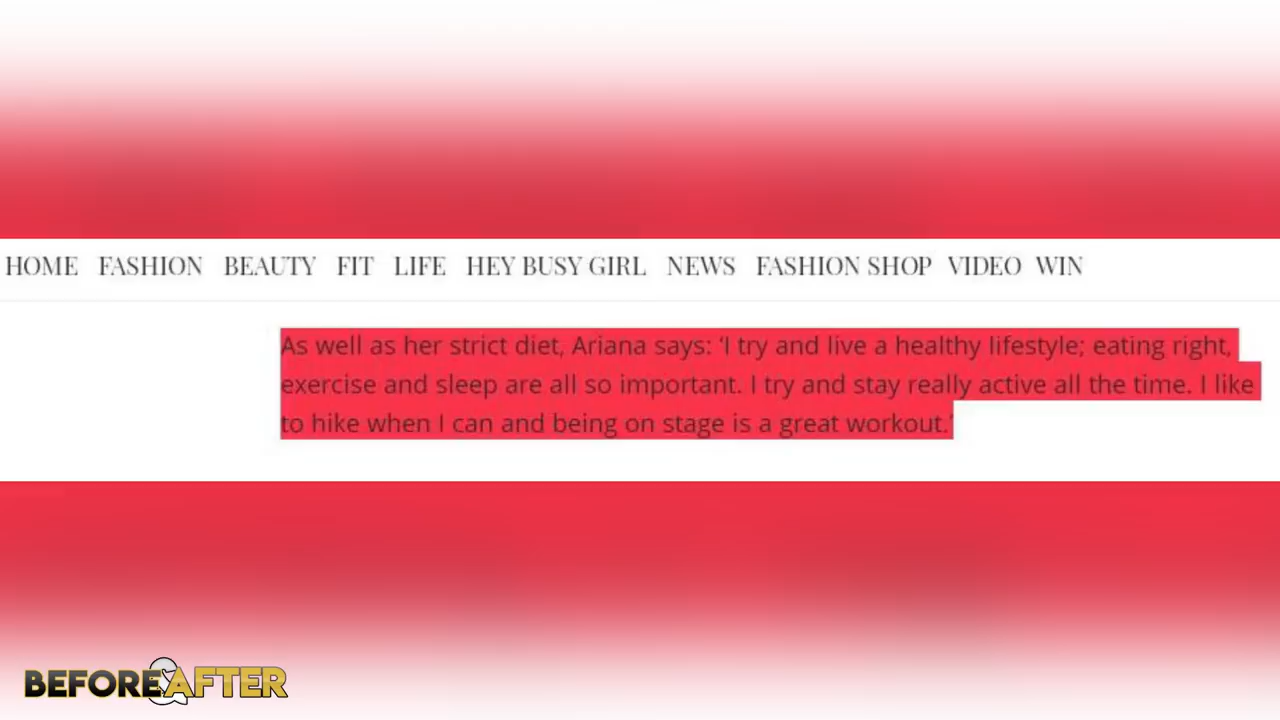 HOME FASHION BEAUTY FIT LIFE HEY BUSY GIRL NEWS FASHION SHOP VIDEO WIN
As well as her strict diet, Ariana says: ‘I try and live a healthy lifestyle; eating right,
exercise and sleep are all so important. I try and stay really active all the time. I like
to hike when I can and being on stage is a great workout.’
BEFORE & AFTER